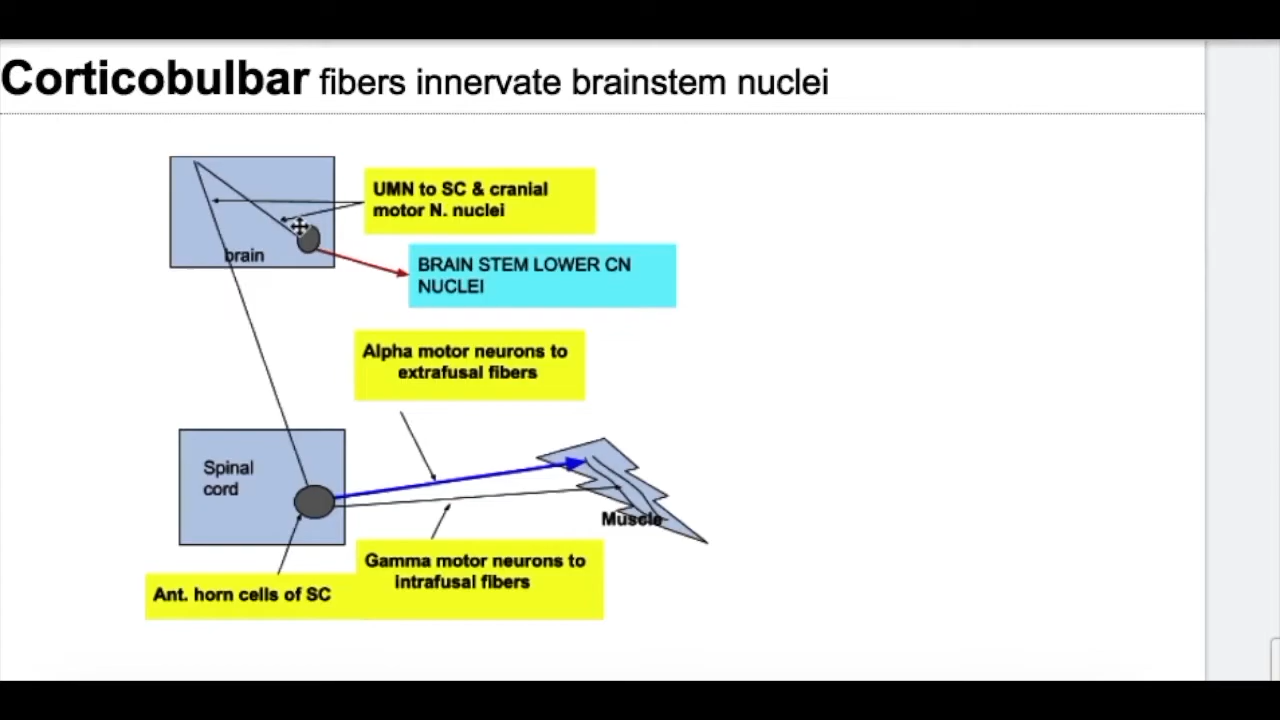 Corticobulbar fibers innervate brainstem nuclei
UMN to SC & cranial
motor N. nuclei
brain
BRAIN STEM LOWER CN
NUCLEI
Alpha motor neurons to
extrafusal fibers
Spinal
cord
Muscle
Gamma motor neurons to
intrafusal fibers
Ant. horn cells of SC